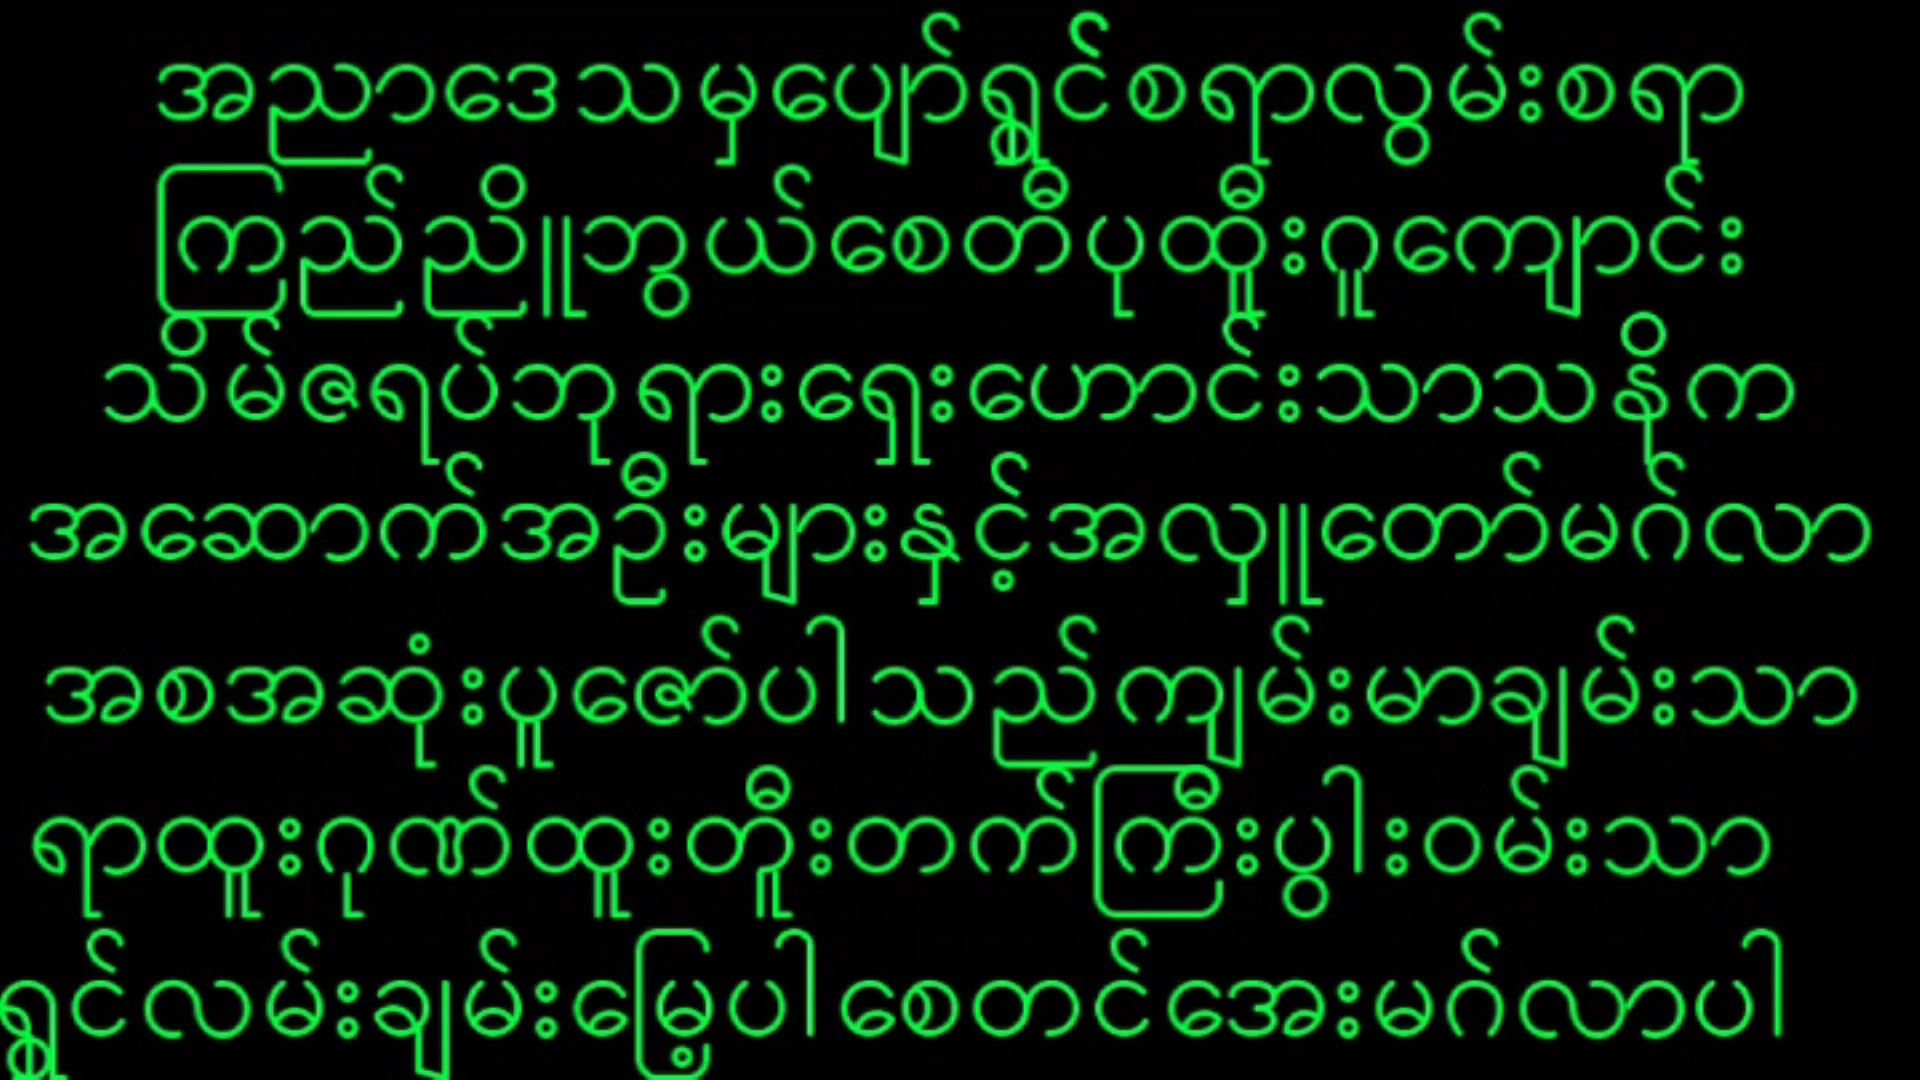 အညာဒေသမှပျော်ရွှင်စရာလွမ်းစရာ
ကြည်ညိုူဘွယ်စေတီပုထိူးဂူကျောင်း
သိမ်ဇရပ်ဘုရားရှေးဟောင်းသာသနိုက
အဆောက်အဦးများနှင့်အလှူတော်မင်္ဂလာ
အစအဆုံးပူဇော်ပါသည်ကျမ်းမာချမ်းသာ
ရာထူးဂုဏ်ထူးတိူးတက်ကြီးပွါးဝမ်းသာ
ရွှင်လမ်းချမ်းမြေ့ပါစေတင်အေးမင်္ဂလာပါ